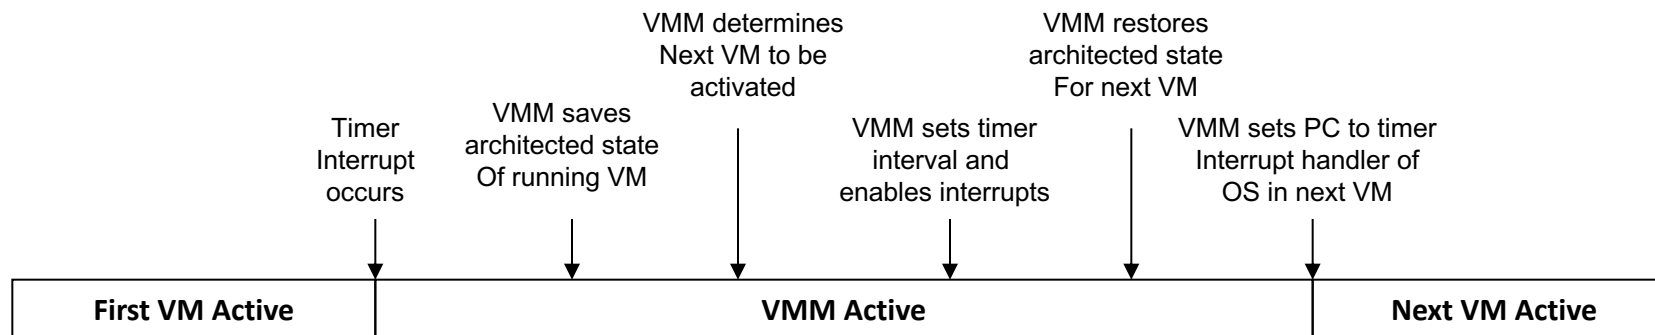 Timer
Interrupt
occurs
VMM saves
architected state
Of running VM
VMM determines
Next VM to be
activated
VMM sets timer
interval and
enables interrupts
VMM restores
architected state
For next VM
VMM sets PC to timer
Interrupt handler of
OS in next VM
First VM Active
VMM Active
Next VM Active